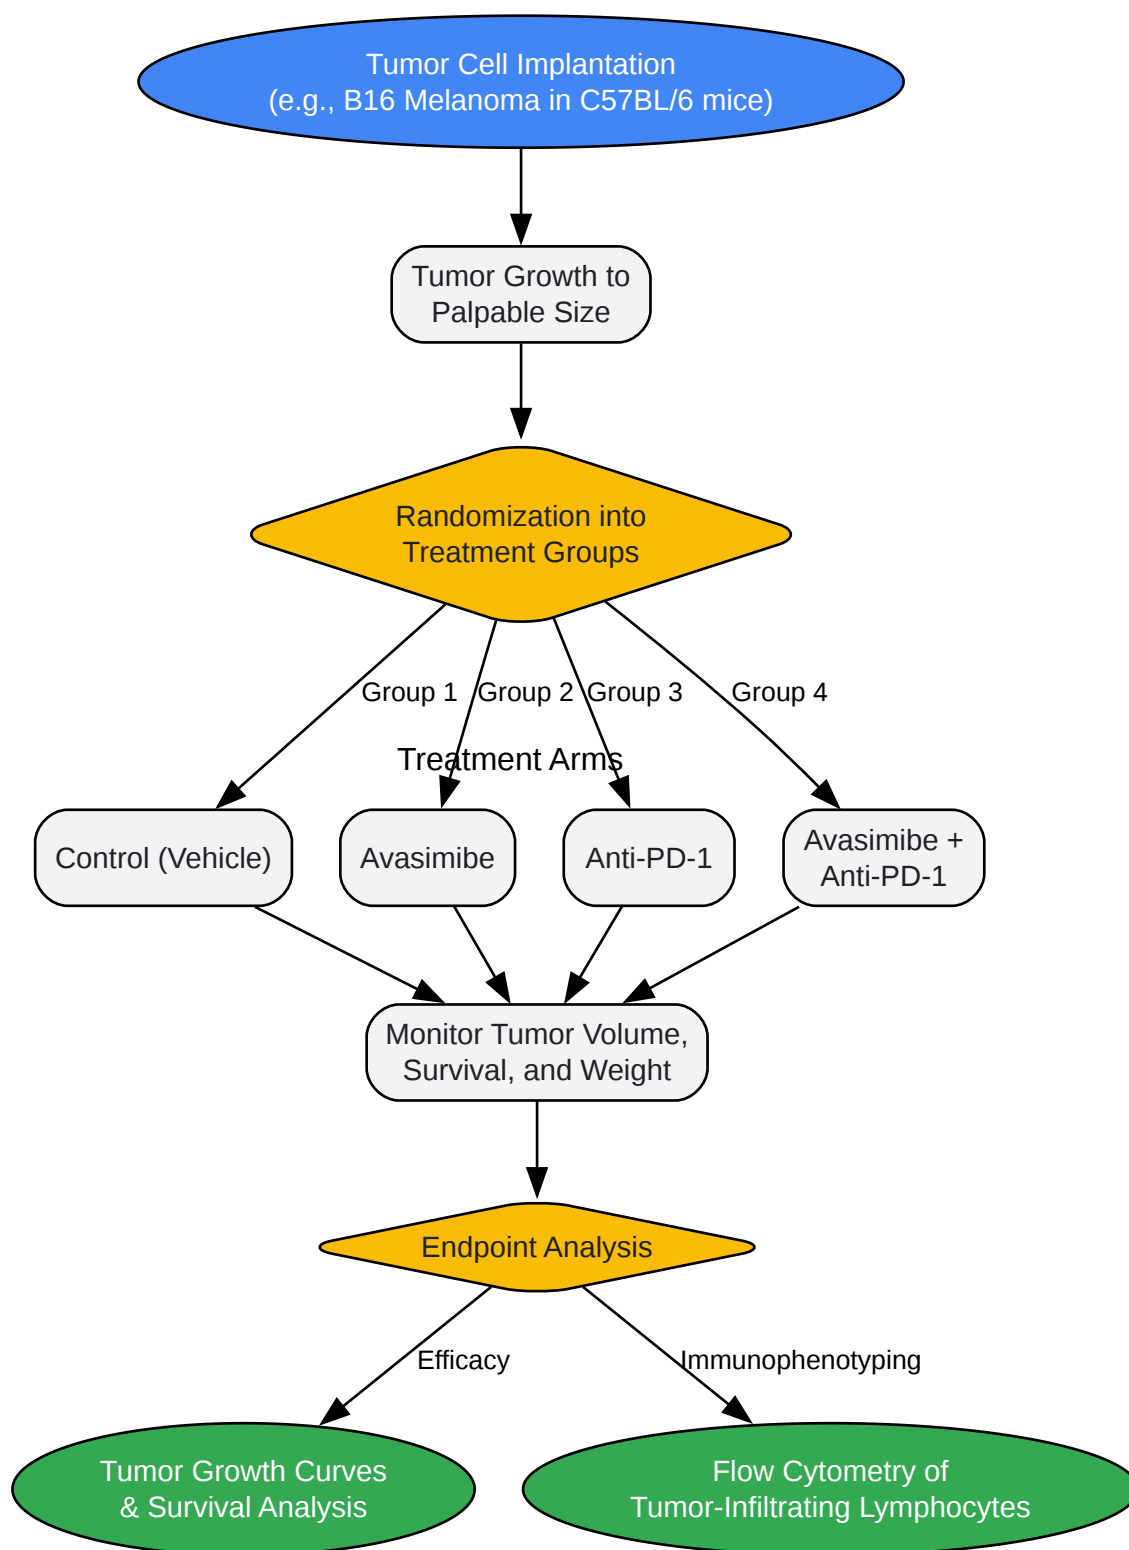 Tumor Cell Implantation
(e.g., B16 Melanoma in C57BL/6 mice)
Tumor Growth to
Palpable Size
Randomization into
Treatment Groups
Group 1
Group 2
Group 3
Group 4
Treatment Arms
Control (Vehicle)
Avasimibe
Anti-PD-1
Avasimibe +
Anti-PD-1
Monitor Tumor Volume,
Survival, and Weight
Endpoint Analysis
Efficacy
Immunophenotyping
Tumor Growth Curves
& Survival Analysis
Flow Cytometry of
Tumor-Infiltrating Lymphocytes